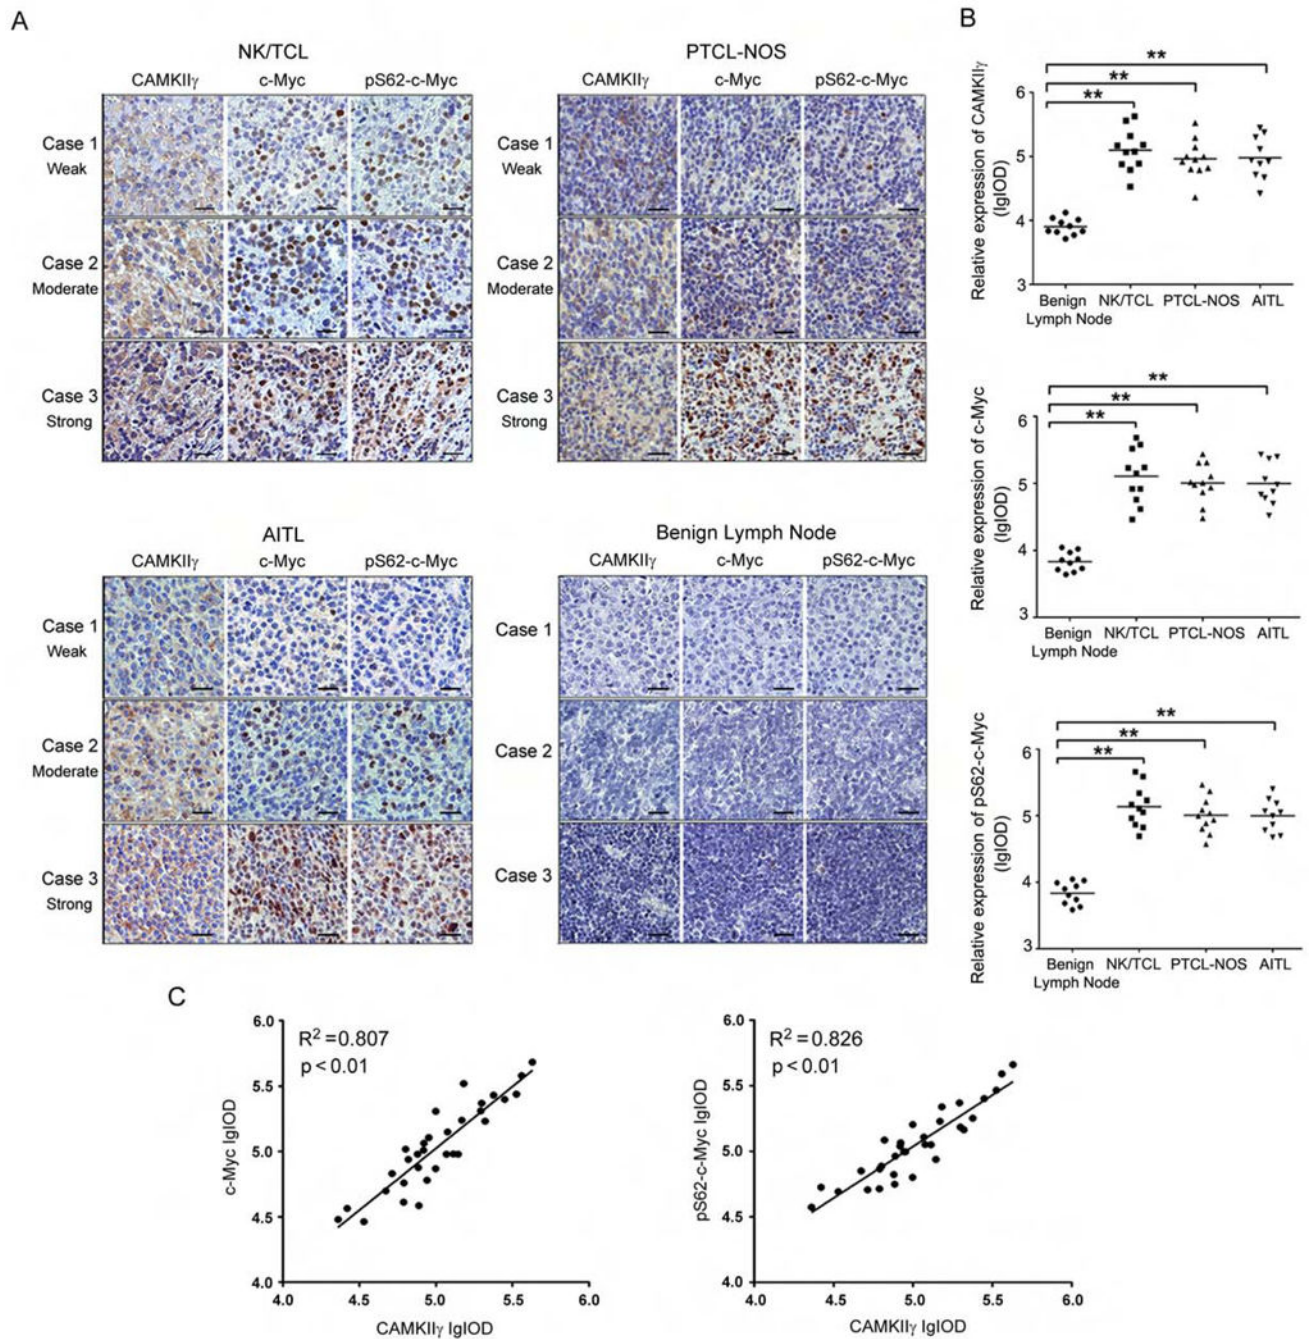 A
NK/TCL
CAMKIIγ c-Myc pS62-c-Myc
Case 1
Weak
Case 2
Moderate
Case 3
Strong
PTCL-NOS
CAMKIIγ c-Myc pS62-c-Myc
Case 1
Weak
Case 2
Moderate
Case 3
Strong
AITL
CAMKIIγ c-Myc pS62-c-Myc
Case 1
Weak
Case 2
Moderate
Case 3
Strong
Benign Lymph Node
CAMKIIγ c-Myc pS62-c-Myc
Case 1
Case 2
Case 3
B
Relative expression of CAMKIIγ
(lgIOD)
**
**
**
6
5
4
3
Benign
Lymph Node
NK/TCL PTCL-NOS AITL
Relative expression of c-Myc
(lgIOD)
**
**
**
6
5
4
3
Benign
Lymph Node
NK/TCL PTCL-NOS AITL
Relative expression of pS62-c-Myc
(lgIOD)
**
**
**
6
5
4
3
Benign
Lymph Node
NK/TCL PTCL-NOS AITL
C
R²=0.807
p<0.01
c-Myc lgIOD
6.0
5.5
5.0
4.5
4.0
4.0 4.5 5.0 5.5 6.0
CAMKIIγ lgIOD
R²=0.826
p<0.01
pS62-c-Myc lgIOD
6.0
5.5
5.0
4.5
4.0
4.0 4.5 5.0 5.5 6.0
CAMKIIγ lgIOD